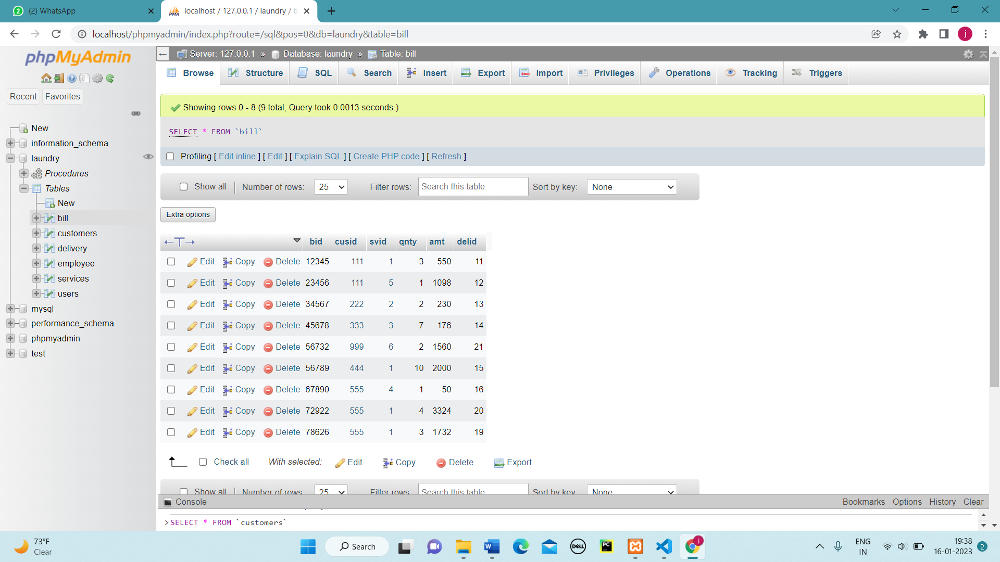 (2) WhatsApp
localhost / 127.0.0.1 / laundry / b
localhost/phpmyadmin/index.php?route=/sql&pos=0&db=laundry&table=bill
j
phpMyAdmin
Recent Favorites
New
information_schema
laundry
Procedures
Tables
New
bill
customers
delivery
employee
services
users
mysql
performance_schema
phpmyadmin
test
Server: 127.0.0.1 » Database: laundry » Table: bill
Browse Structure SQL Search Insert Export Import Privileges Operations Tracking Triggers
Showing rows 0 - 8 (9 total, Query took 0.0013 seconds.)
SELECT * FROM `bill`
Profiling [ Edit inline ] [ Edit ] [ Explain SQL ] [ Create PHP code ] [ Refresh ]
Show all Number of rows: 25 Filter rows: Search this table Sort by key: None
Extra options
bid cusid svid qnty amt delid
Edit Copy Delete 12345 111 1 3 550 11
Edit Copy Delete 23456 111 5 1 1098 12
Edit Copy Delete 34567 222 2 2 230 13
Edit Copy Delete 45678 333 3 7 176 14
Edit Copy Delete 56732 999 6 2 1560 21
Edit Copy Delete 56789 444 1 10 2000 15
Edit Copy Delete 67890 555 4 1 50 16
Edit Copy Delete 72922 555 1 4 3324 20
Edit Copy Delete 78626 555 1 3 1732 19
Check all With selected: Edit Copy Delete Export
Show all Number of rows: 25 Filter rows: Search this table Sort by key: None
Console Bookmarks Options History Clear
>SELECT * FROM `customers`
73°F
Clear
Search
W
DELL
PC
j
ENG
IN
19:38
16-01-2023
2